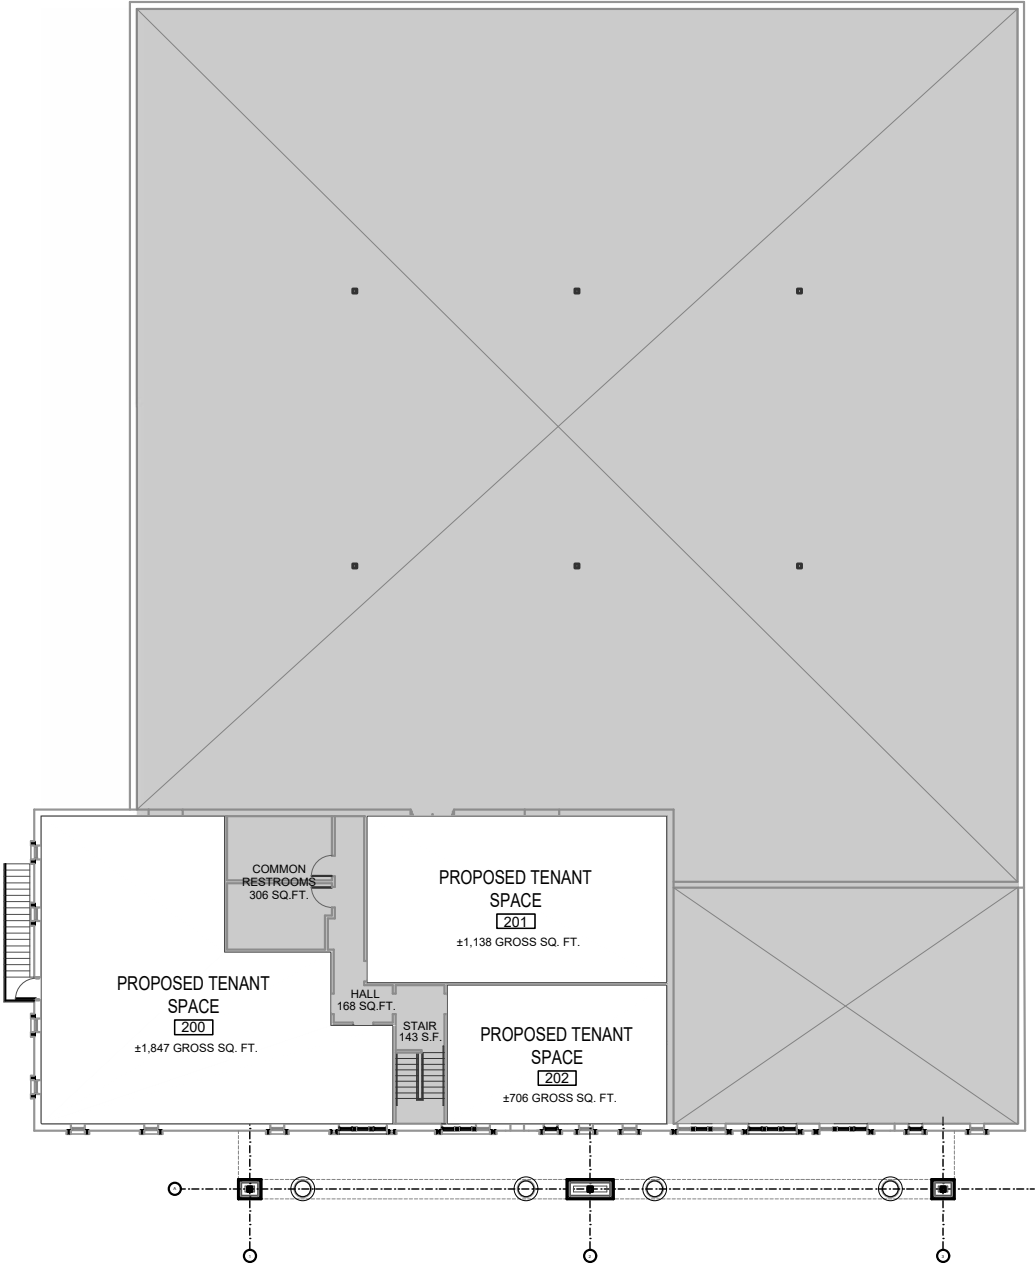 COMMON
RESTROOMS
306 SQ.FT.
PROPOSED TENANT
SPACE
201
±1,138 GROSS SQ. FT.
PROPOSED TENANT
SPACE
200
±1,847 GROSS SQ. FT.
HALL
168 SQ.FT.
STAIR
143 S.F.
PROPOSED TENANT
SPACE
202
±706 GROSS SQ. FT.